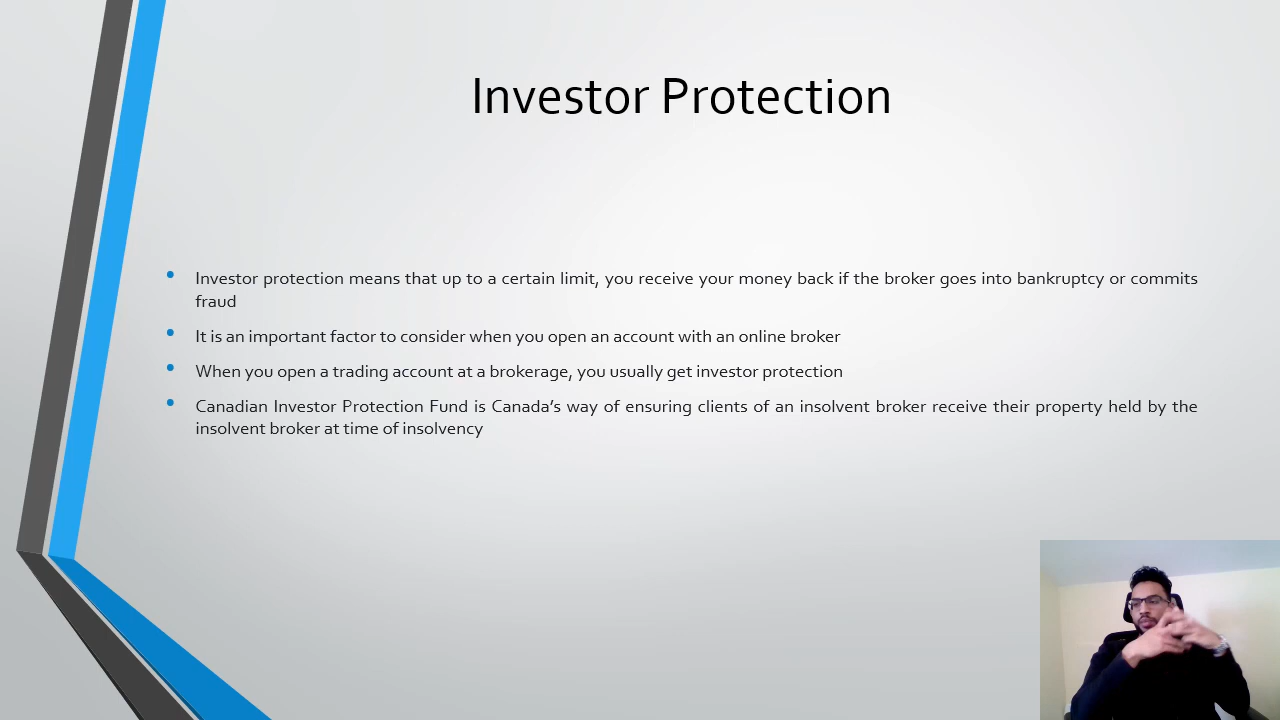 Investor Protection
• Investor protection means that up to a certain limit, you receive your money back if the broker goes into bankruptcy or commits
fraud
• It is an important factor to consider when you open an account with an online broker
• When you open a trading account at a brokerage, you usually get investor protection
• Canadian Investor Protection Fund is Canada’s way of ensuring clients of an insolvent broker receive their property held by the
insolvent broker at time of insolvency